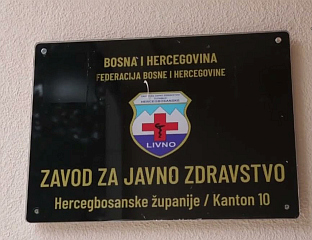 BOSNA I HERCEGOVINA
FEDERACIJA BOSNE I HERCEGOVINE
LIVNO
ZAVOD ZA JAVNO ZDRAVSTVO
Hercegbosanske županije / Kanton 10